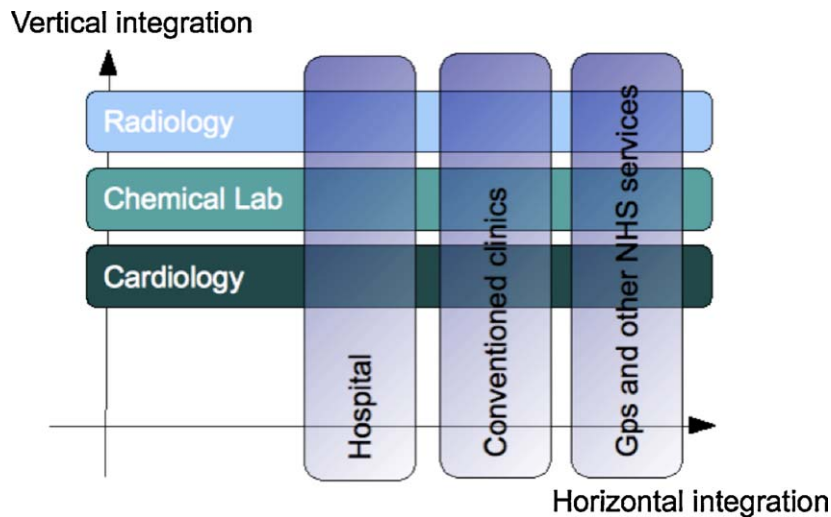 Vertical integration
Radiology
Chemical Lab
Cardiology
Hospital
Conventioned clinics
Gps and other NHS services
Horizontal integration